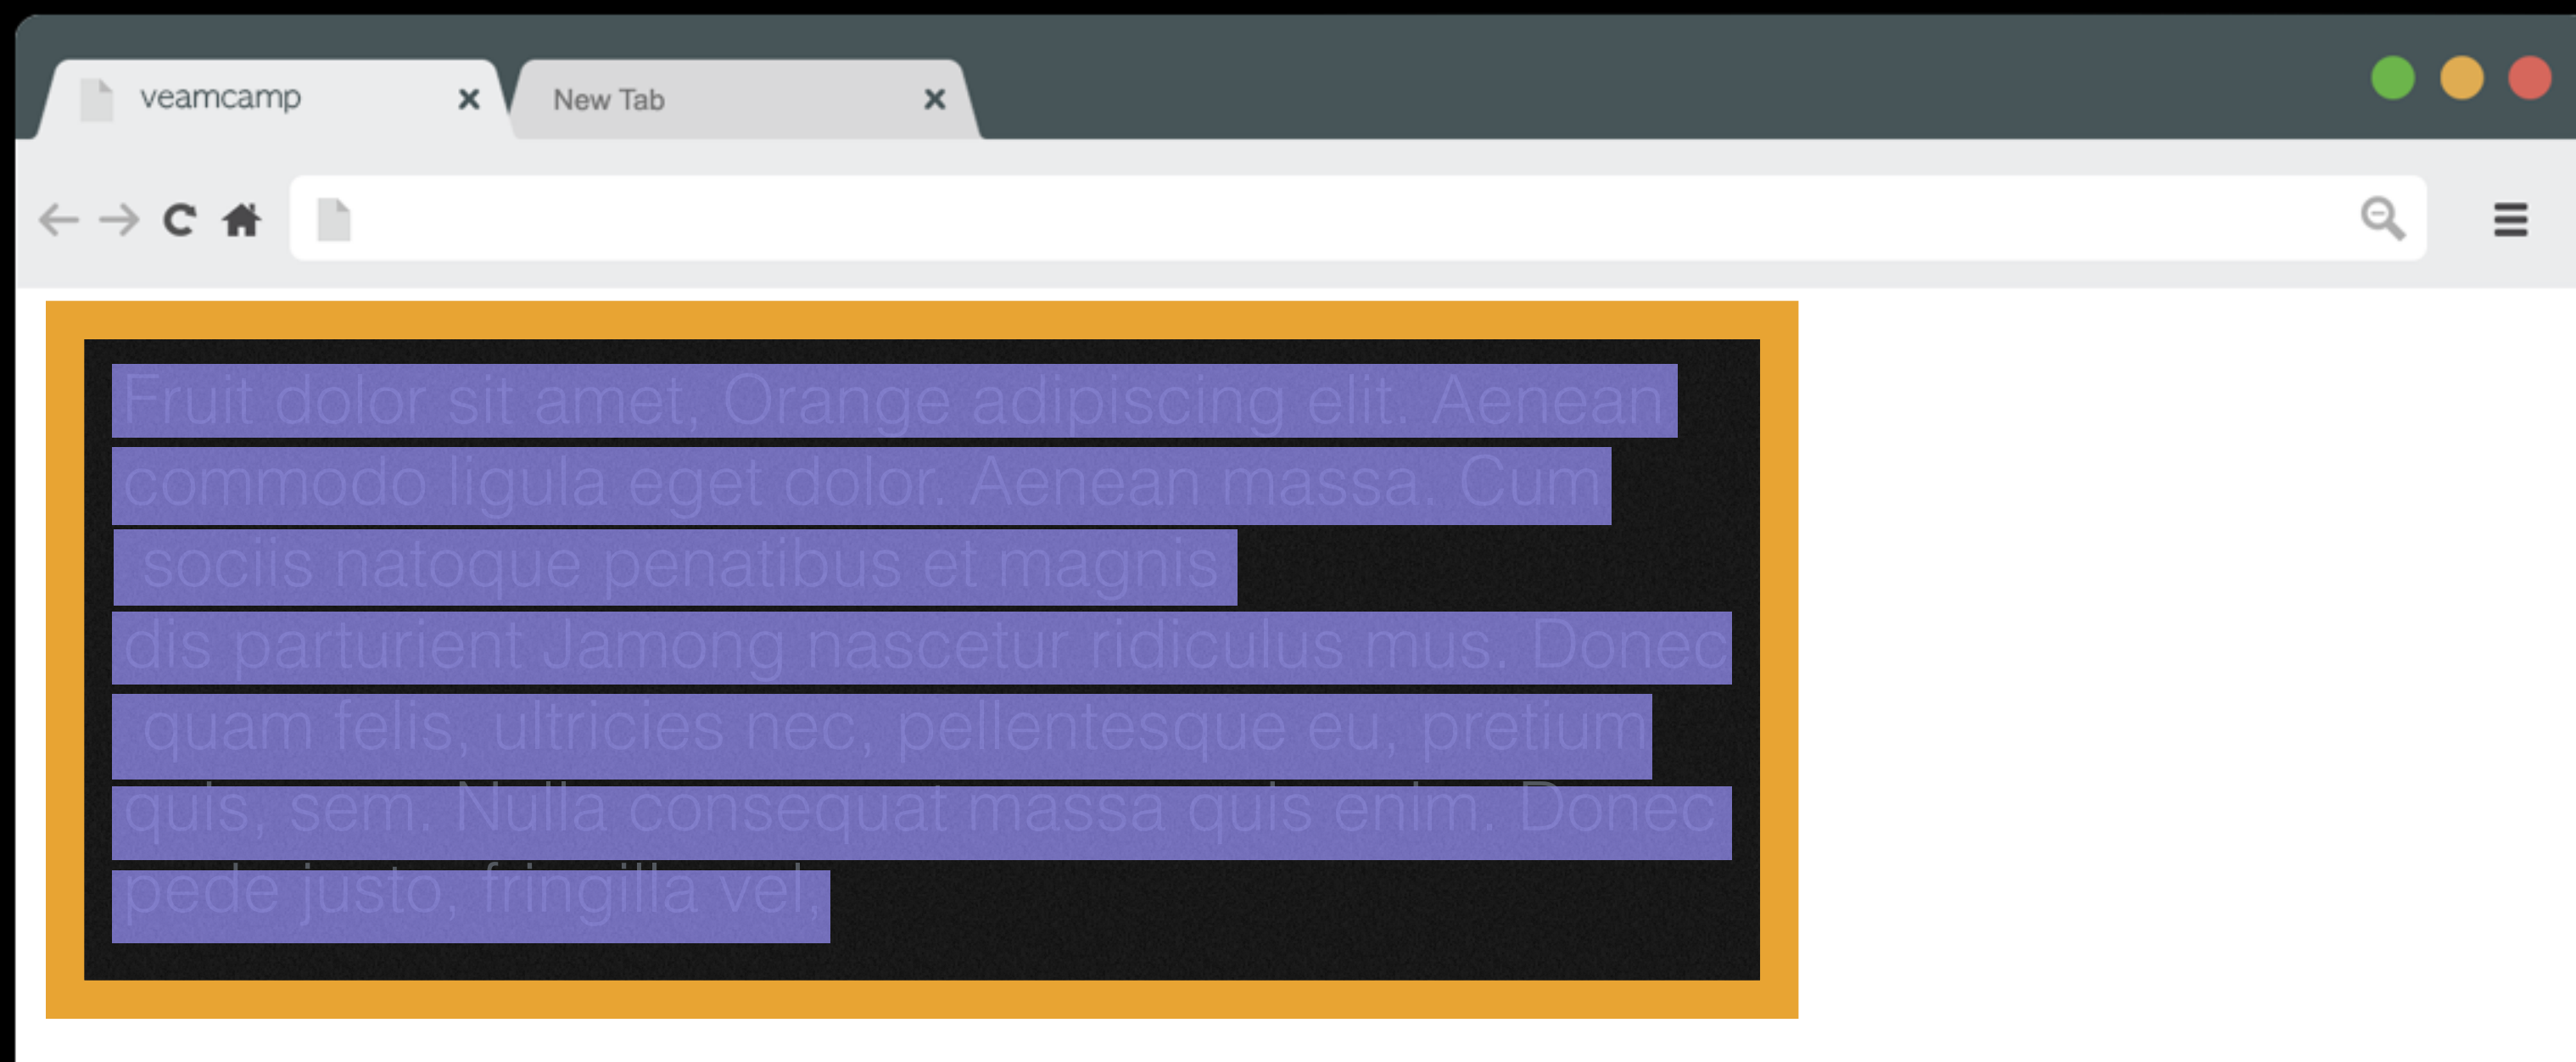 veamcamp
New Tab
Fruit dolor sit amet, Orange adipiscing elit. Aenean
commodo ligula eget dolor. Aenean massa. Cum
sociis natoque penatibus et magnis
dis parturient Jamong nascetur ridiculus mus. Donec
quam felis, ultricies nec, pellentesque eu, pretium
quis, sem. Nulla consequat massa quis enim. Donec
pede justo, fringilla vel,